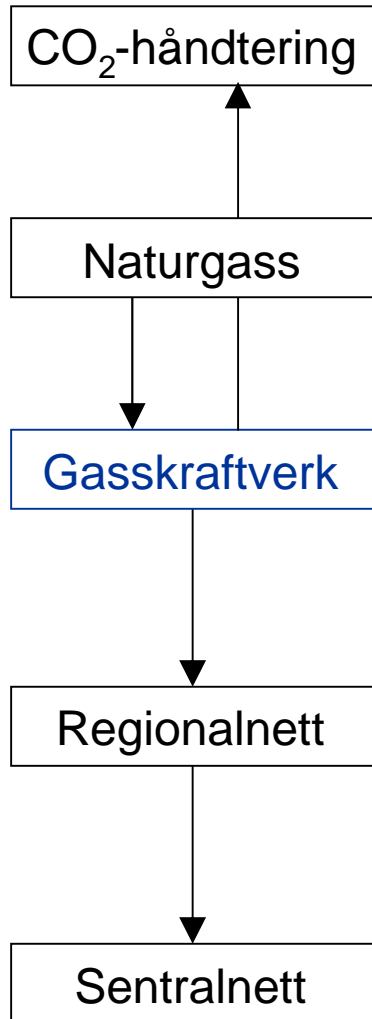 CO₂-håndtering
Naturgass
Gasskraftverk
Regionalnett
Sentralnett